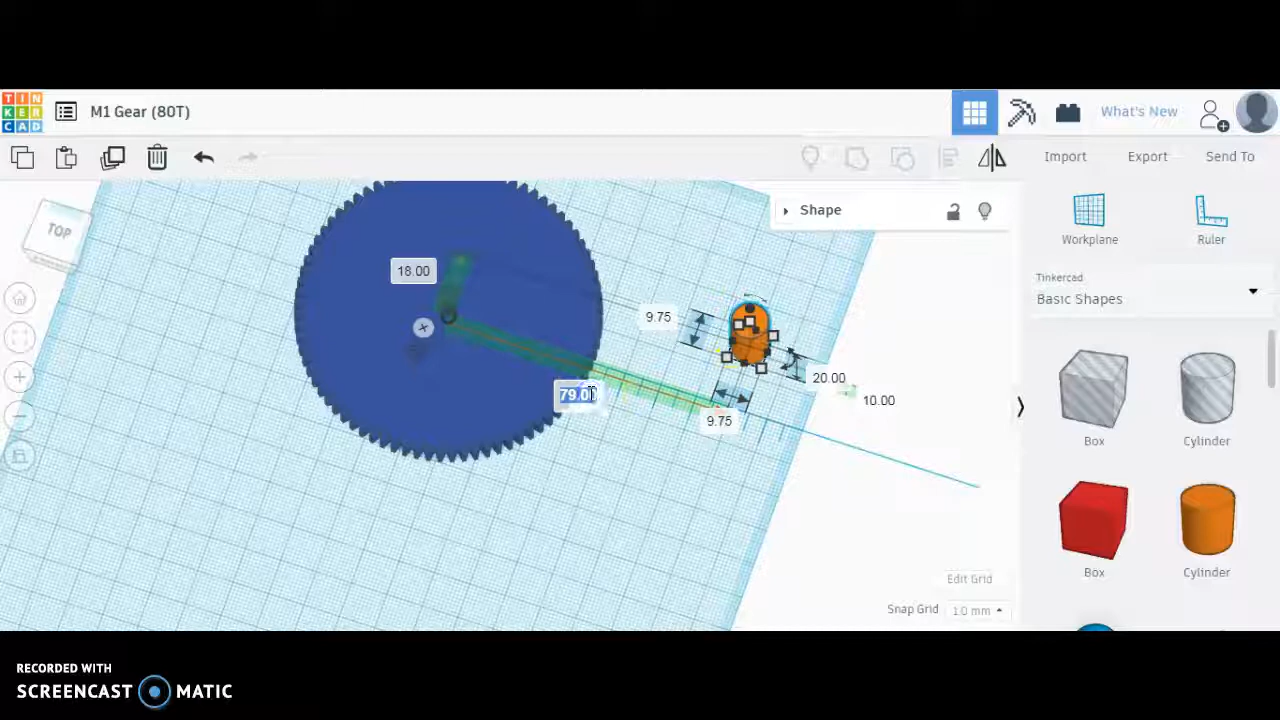 TIN
KER
CAD
M1 Gear (80T)
What's New
Import
Export
Send To
TOP
Shape
Workplane
Ruler
18.00
9.75
79.00
20.00
10.00
9.75
Tinkercad
Basic Shapes
Box
Cylinder
Box
Cylinder
Edit Grid
Snap Grid 1.0 mm
RECORDED WITH
SCREENCAST MATIC